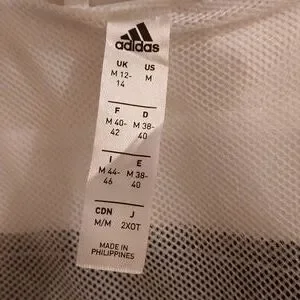 adidas
UK US
M 12- M
14
F D
M 40- M 38-
42 40
I E
M 44- M 38-
46 40
CDN J
M/M 2XOT
MADE IN
PHILIPPINES